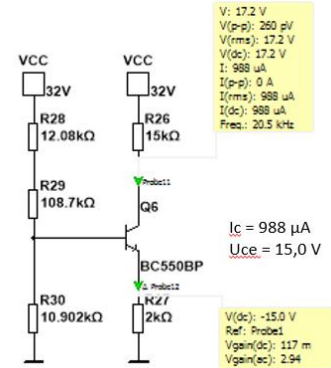 V: 17.2 V
V(p-p): 260 pV
V(rms): 17.2 V
V(dc): 17.2 V
I: 988 uA
I(p-p): 0 A
I(rms): 988 uA
I(dc): 988 uA
Freq.: 20.5 kHz
VCC VCC
32V 32V
R28 R26
12.08kΩ 15kΩ
Probe11
R29
108.7kΩ
Q6
Ic = 988 µA
Uce = 15,0 V
BC550BP
Probe12
R30 R27
10.902kΩ 2kΩ
V(dc): -15.0 V
Ref: Probe1
Vgain(dc): 117 m
Vgain(ac): 2.94